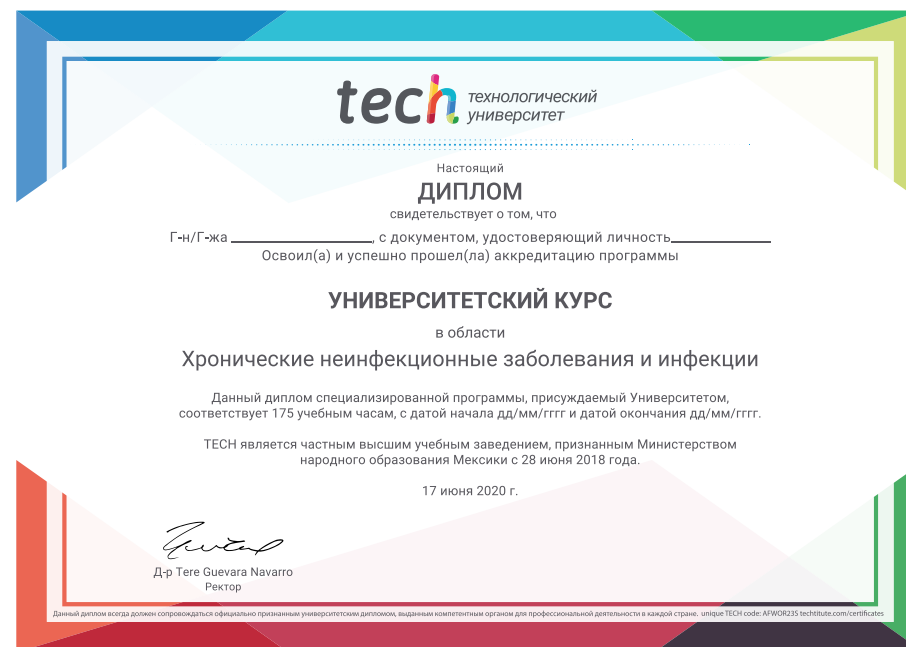 tech технологический
университет
Настоящий
ДИПЛОМ
свидетельствует о том, что
Г-н/Г-жа ____________________, с документом, удостоверяющий личность______________
Освоил(а) и успешно прошел(ла) аккредитацию программы
УНИВЕРСИТЕТСКИЙ КУРС
в области
Хронические неинфекционные заболевания и инфекции
Данный диплом специализированной программы, присуждаемый Университетом,
соответствует 175 учебным часам, с датой начала дд/мм/гггг и датой окончания дд/мм/гггг.
TECH является частным высшим учебным заведением, признанным Министерством
народного образования Мексики с 28 июня 2018 года.
17 июня 2020 г.
Д-р Tere Guevara Navarro
Ректор
Данный диплом всегда должен сопровождаться официально признанным университетским дипломом, выданным компетентным органом для профессиональной деятельности в каждой стране. unique TECH code: AFWOR23S techtitute.com/certificates